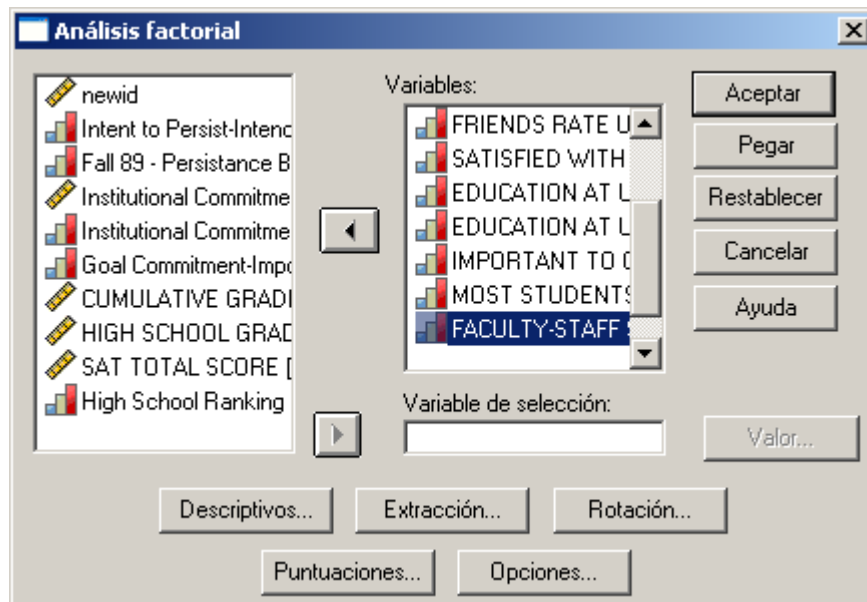 Análisis factorial
newid
Intent to Persist-Intenc
Fall 89 - Persistance B
Institutional Commitme
Institutional Commitme
Goal Commitment-Impo
CUMULATIVE GRADI
HIGH SCHOOL GRAD
SAT TOTAL SCORE [
High School Ranking
Variables:
FRIENDS RATE U
SATISFIED WITH
EDUCATION AT U
EDUCATION AT U
IMPORTANT TO G
MOST STUDENTS
FACULTY-STAFF S
Variable de selección:
Aceptar
Pegar
Restablecer
Cancelar
Ayuda
Valor...
Descriptivos...
Extracción...
Rotación...
Puntuaciones...
Opciones...